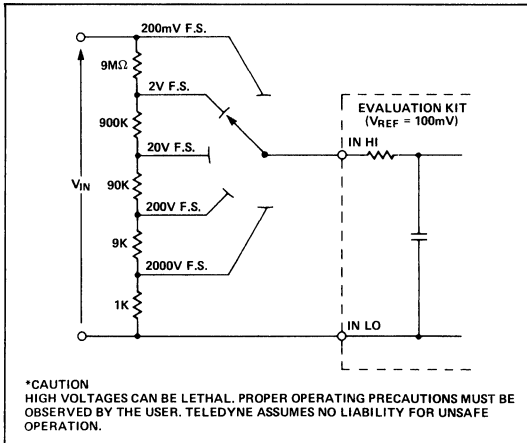 200mV F.S.
9MΩ
2V F.S.
900K
20V F.S.
VIN
90K
200V F.S.
9K
2000V F.S.
1K
EVALUATION KIT
(VREF = 100mV)
IN HI
IN LO
*CAUTION
HIGH VOLTAGES CAN BE LETHAL. PROPER OPERATING PRECAUTIONS MUST BE
OBSERVED BY THE USER. TELEDYNE ASSUMES NO LIABILITY FOR UNSAFE
OPERATION.